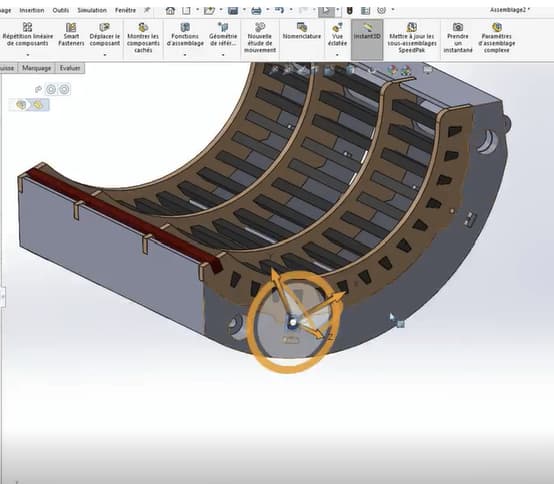 nage Insertion Outils Simulation Fenêtre Assemblage2 *
Répétition linéaire de composants
Smart Fasteners
Déplacer le composant
Montrer les composants cachés
Fonctions d'assemblage
Géométrie de référ...
Nouvelle étude de mouvement
Nomenclature
Vue éclatée
Instant3D
Mettre à jour les sous-assemblages SpeedPak
Prendre un instantané
Paramètres d'assemblage complexe
uisse Marquage Evaluer
Z